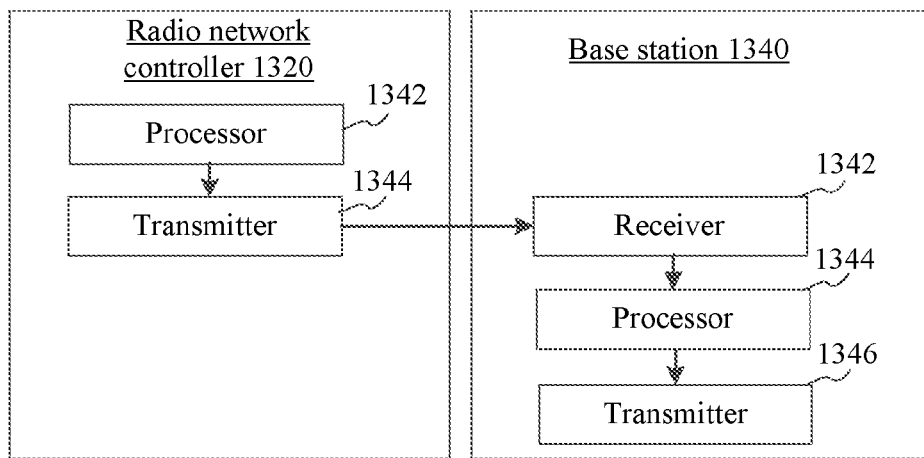 Radio network
controller 1320
1342
Processor
1344
Transmitter
Base station 1340
1342
Receiver
1344
Processor
1346
Transmitter